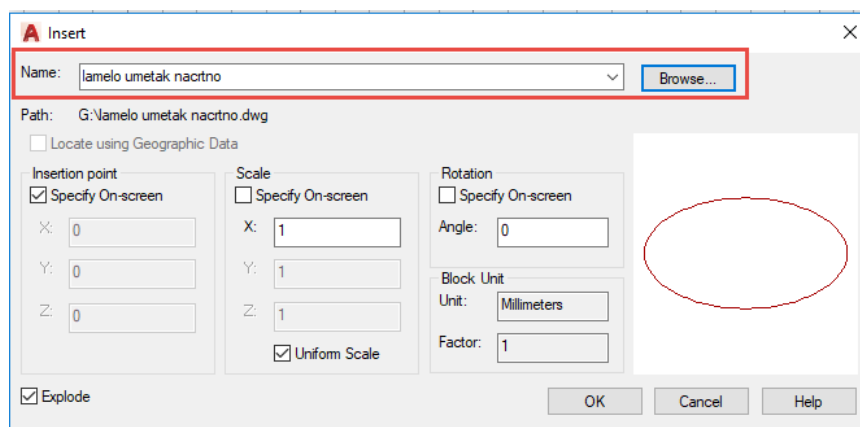 Insert
Name: lamelo umetak nacrtno Browse...
Path: G:\lamelo umetak nacrtno.dwg
Locate using Geographic Data
Insertion point
Specify On-screen
X: 0
Y: 0
Z: 0
Scale
Specify On-screen
X: 1
Y: 1
Z: 1
Uniform Scale
Rotation
Specify On-screen
Angle: 0
Block Unit
Unit: Millimeters
Factor: 1
Explode
OK Cancel Help